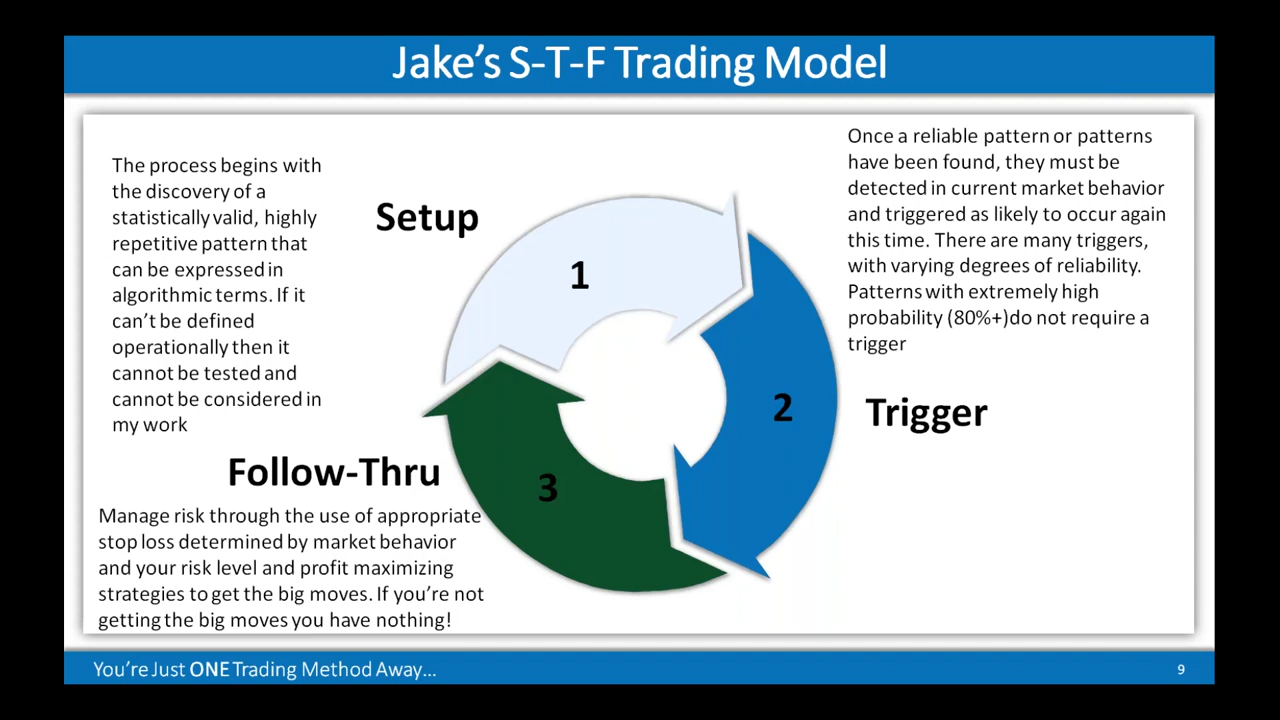 Jake's S-T-F Trading Model
The process begins with
the discovery of a
statistically valid, highly
repetitive pattern that
can be expressed in
algorithmic terms. If it
can't be defined
operationally then it
cannot be tested and
cannot be considered in
my work
Setup
1
Once a reliable pattern or patterns
have been found, they must be
detected in current market behavior
and triggered as likely to occur again
this time. There are many triggers,
with varying degrees of reliability.
Patterns with extremely high
probability (80%+)do not require a
trigger
2
Trigger
Follow-Thru
3
Manage risk through the use of appropriate
stop loss determined by market behavior
and your risk level and profit maximizing
strategies to get the big moves. If you're not
getting the big moves you have nothing!
You're Just ONE Trading Method Away...
9